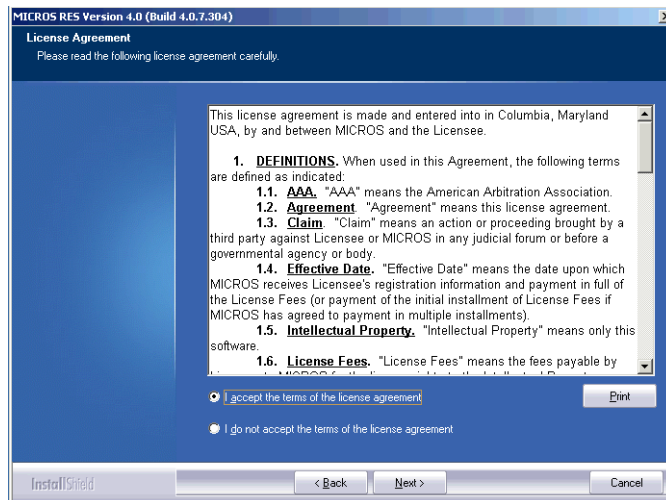 MICROS RES Version 4.0 (Build 4.0.7.304)
License Agreement
Please read the following license agreement carefully.
This license agreement is made and entered into in Columbia, Maryland
USA, by and between MICROS and the Licensee.
1. DEFINITIONS. When used in this Agreement, the following terms
are defined as indicated:
1.1. AAA. "AAA" means the American Arbitration Association.
1.2. Agreement. "Agreement" means this license agreement.
1.3. Claim. "Claim" means an action or proceeding brought by a
third party against Licensee or MICROS in any judicial forum or before a
governmental agency or body.
1.4. Effective Date. "Effective Date" means the date upon which
MICROS receives Licensee's registration information and payment in full of
the License Fees (or payment of the initial installment of License Fees if
MICROS has agreed to payment in multiple installments).
1.5. Intellectual Property. "Intellectual Property" means only this
software.
1.6. License Fees. "License Fees" means the fees payable by
I accept the terms of the license agreement
Print
I do not accept the terms of the license agreement
InstallShield
< Back
Next >
Cancel